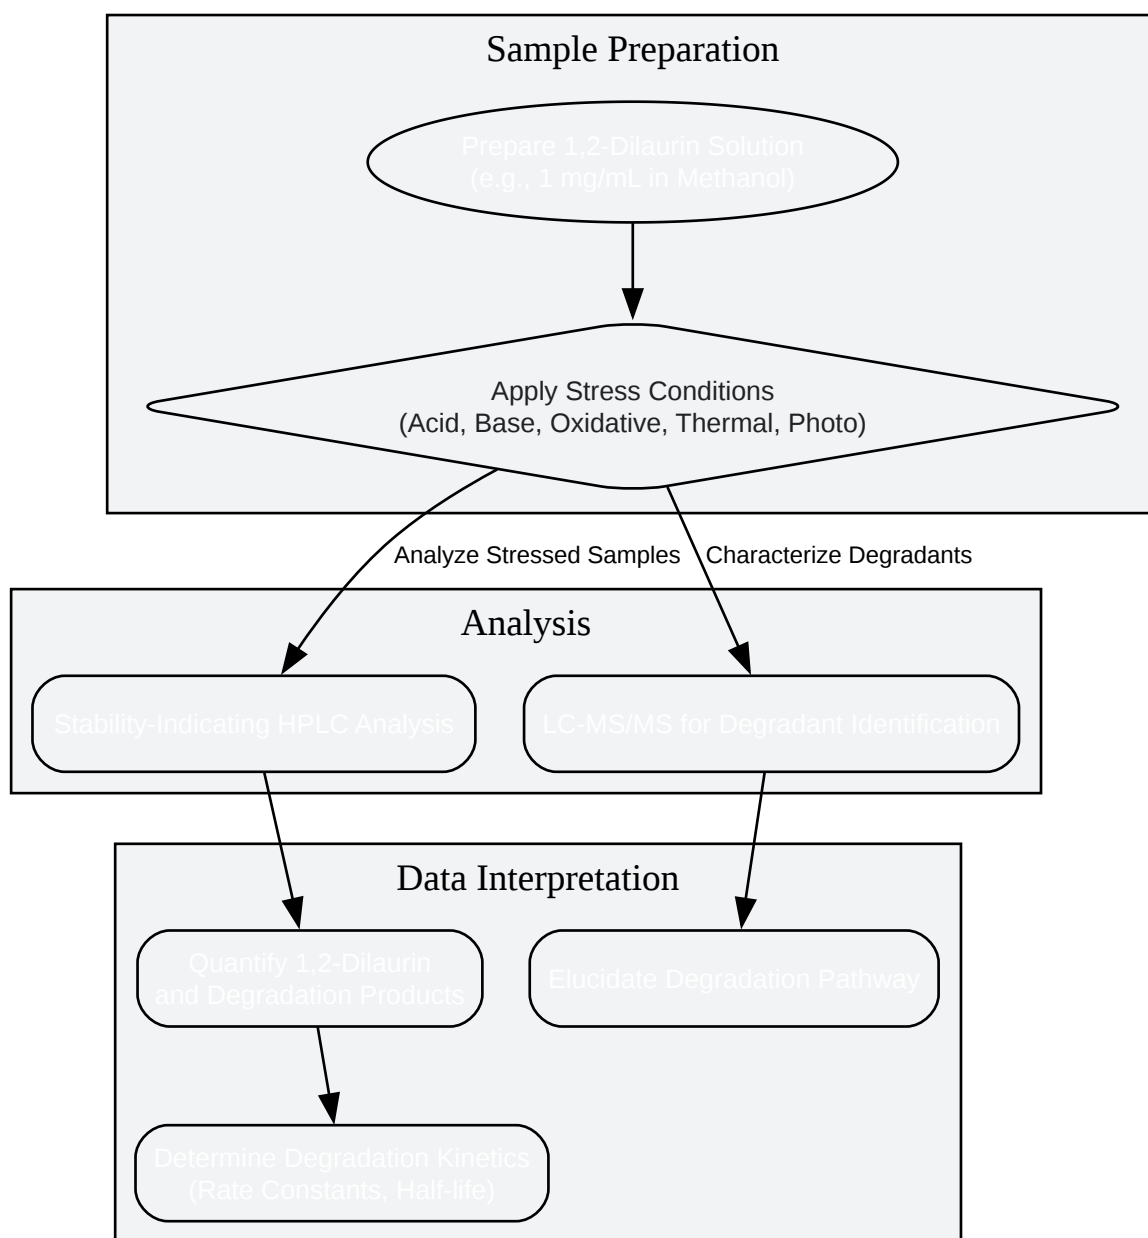 Sample Preparation
Prepare 1,2-Dilaurin Solution
(e.g., 1 mg/mL in Methanol)
Apply Stress Conditions
(Acid, Base, Oxidative, Thermal, Photo)
Analyze Stressed Samples
Characterize Degradants
Analysis
Stability-Indicating HPLC Analysis
LC-MS/MS for Degradant Identification
Data Interpretation
Quantify 1,2-Dilaurin
and Degradation Products
Elucidate Degradation Pathway
Determine Degradation Kinetics
(Rate Constants, Half-life)